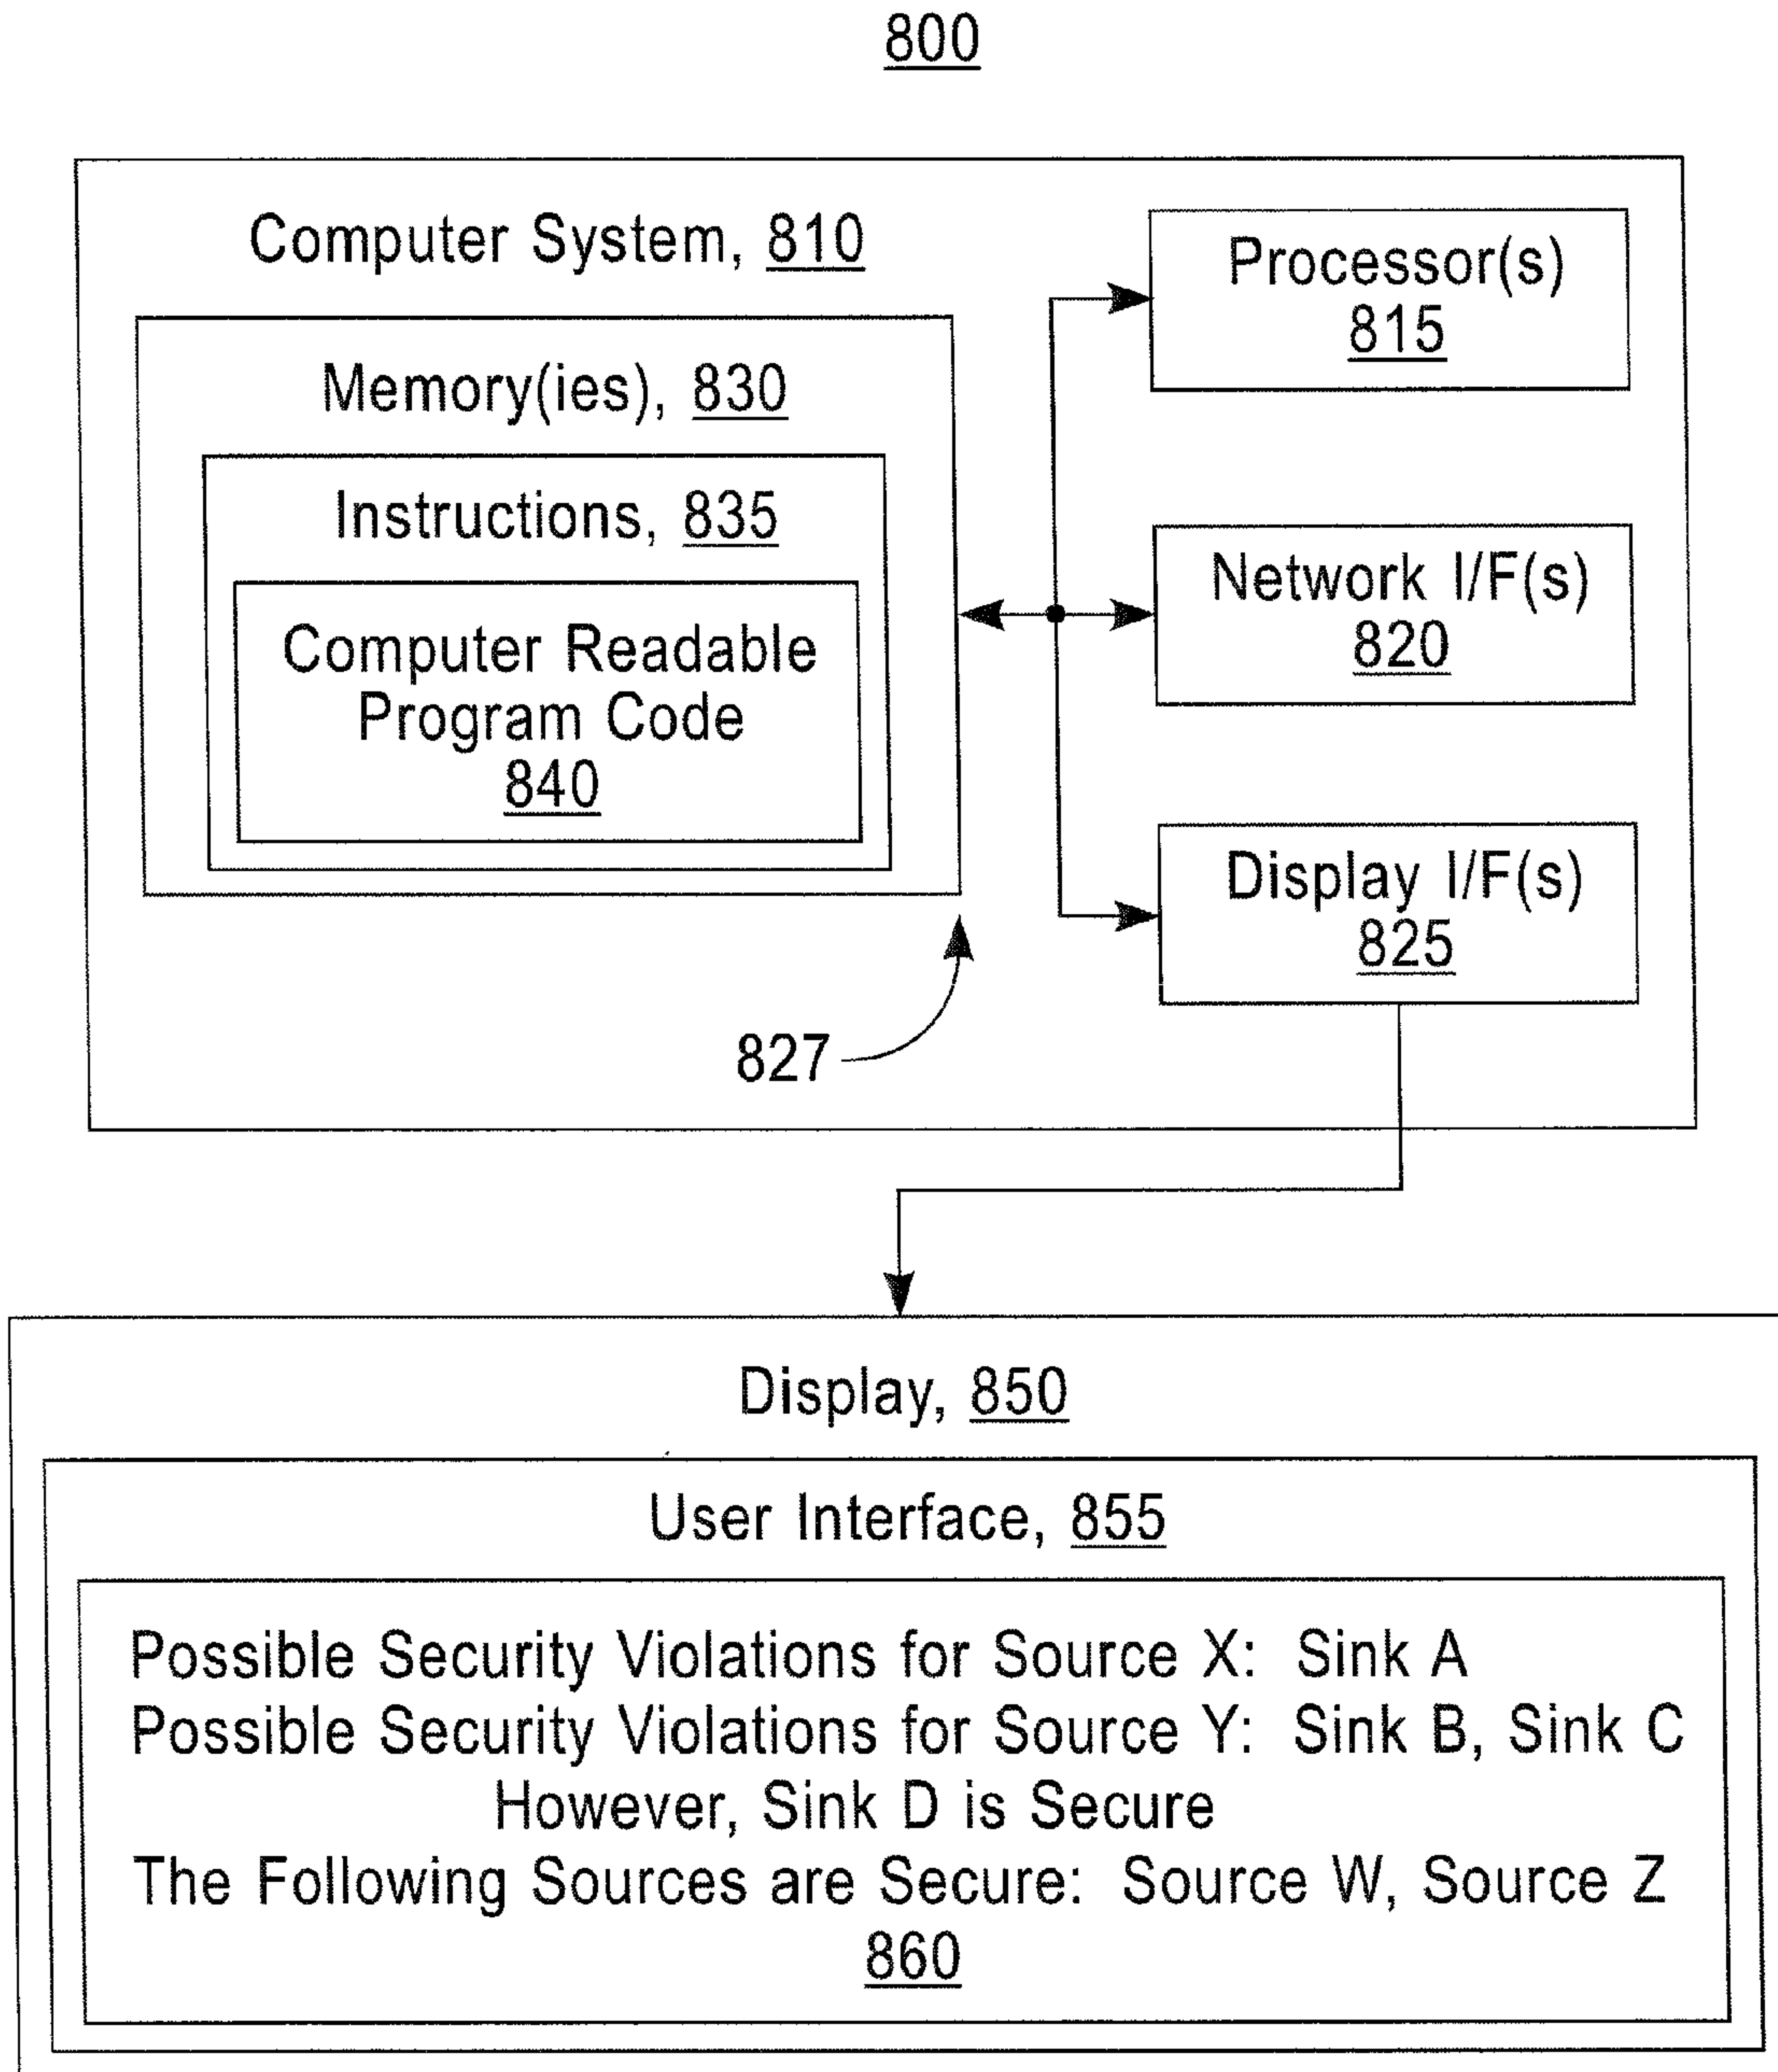 800
Computer System, 810
Processor(s)
815
Memory(ies), 830
Instructions, 835
Computer Readable
Program Code
840
Network I/F(s)
820
Display I/F(s)
825
827
Display, 850
User Interface, 855
Possible Security Violations for Source X: Sink A
Possible Security Violations for Source Y: Sink B, Sink C
However, Sink D is Secure
The Following Sources are Secure: Source W, Source Z
860